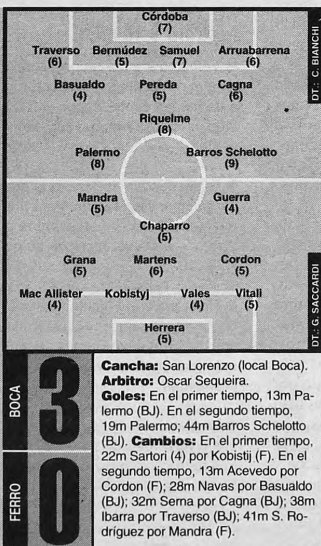 Córdoba
(7)
Traverso Bermúdez Samuel Arruabarrena
(6) (5) (7) (6)
Basualdo Pereda Cagna
(4) (5) (6)
Riquelme
(8)
Palermo Barros Schelotto
(8) (9)
Mandra Guerra
(5) (4)
Chaparro
(5)
Grana Martens Cordon
(5) (6) (5)
Mac Allister Kobistyj Vales Vitali
(4) (4) (5)
Herrera
(5)
DT.: C. BIANCHI
DT.: G. SACCARDI
BOCA 3
FERRO 0
Cancha: San Lorenzo (local Boca).
Arbitro: Oscar Sequeira.
Goles: En el primer tiempo, 13m Pa-
lermo (BJ). En el segundo tiempo,
19m Palermo; 44m Barros Schelotto
(BJ). Cambios: En el primer tiempo,
22m Sartori (4) por Kobistij (F). En el
segundo tiempo, 13m Acevedo por
Cordon (F); 28m Navas por Basualdo
(BJ); 32m Serna por Cagna (BJ); 38m
Ibarra por Traverso (BJ); 41m S. Ro-
dríguez por Mandra (F).